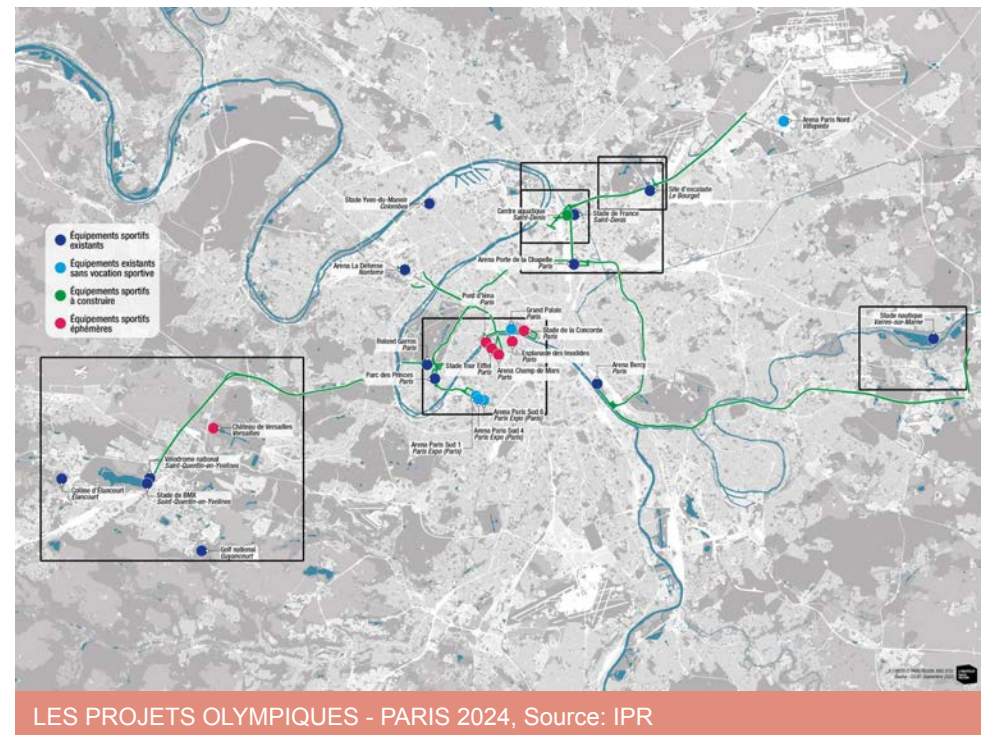 Arena Paris Nord
Villepinte
Site d'escalade
Le Bourget
Stade Yves-du-Manoir
Colombes
Centre aquatique
Saint-Denis
Stade de France
Saint-Denis
Équipements sportifs
existants
Équipements existants
sans vocation sportive
Équipements sportifs
à construire
Équipements sportifs
éphémères
Arena La Défense
Nanterre
Arena Porte de la Chapelle
Paris
Pont d'Iéna
Paris
Grand Palais
Paris
Stade de la Concorde
Paris
Stade nautique
Vaires-sur-Marne
Roland Garros
Paris
Esplanade des Invalides
Paris
Stade Tour Eiffel
Paris
Arena Champ de Mars
Paris
Parc des Princes
Paris
Arena Bercy
Paris
Arena Paris Sud 6
Paris Expo (Paris)
Arena Paris Sud 4
Paris Expo (Paris)
Arena Paris Sud 1
Paris Expo (Paris)
Château de Versailles
Versailles
Vélodrome national
Saint-Quentin-en-Yvelines
Colline d'Élancourt
Élancourt
Stade de BMX
Saint-Quentin-en-Yvelines
Golf national
Guyancourt
LES PROJETS OLYMPIQUES - PARIS 2024, Source: IPR